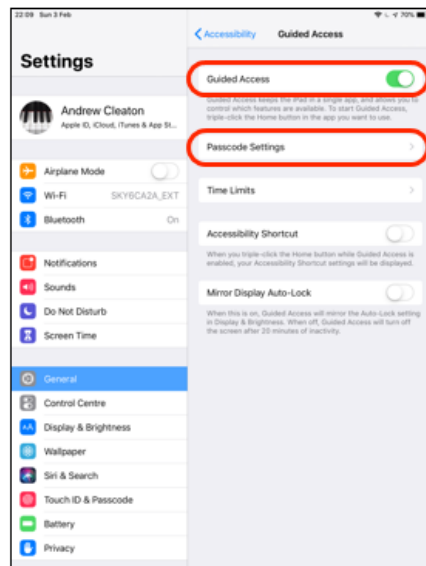 22:09 Sun 3 Feb
70%
Settings
Andrew Cleaton
Apple ID, iCloud, iTunes & App St...
Airplane Mode
Wi-Fi SKY6CA2A_EXT
Bluetooth On
Notifications
Sounds
Do Not Disturb
Screen Time
General
Control Centre
Display & Brightness
Wallpaper
Siri & Search
Touch ID & Passcode
Battery
Privacy
Accessibility Guided Access
Guided Access
Guided Access keeps the iPad in a single app, and allows you to
control which features are available. To start Guided Access,
triple-click the Home button in the app you want to use.
Passcode Settings
Time Limits
Accessibility Shortcut
When you triple-click the Home button while Guided Access is
enabled, your Accessibility Shortcut settings will be displayed.
Mirror Display Auto-Lock
When this is on, Guided Access will mirror the Auto-Lock setting
in Display & Brightness. When off, Guided Access will turn off
the screen after 20 minutes of inactivity.